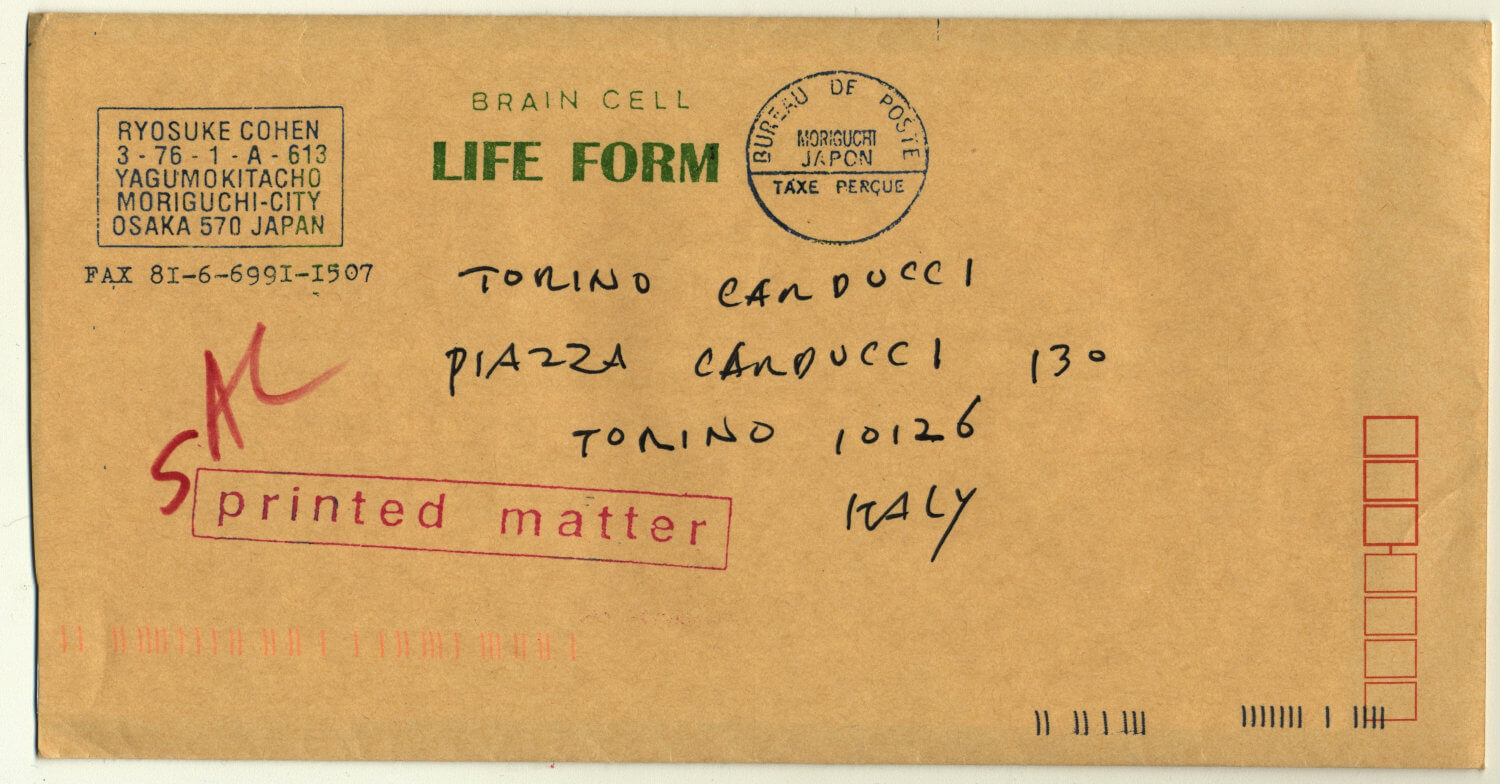 BRAIN CELL
LIFE FORM
RYOSUKE COHEN
3 - 76 - 1 - A - 613
YAGUMOKITACHO
MORIGUCHI-CITY
OSAKA 570 JAPAN
FAX 81-6-6991-1507
BUREAU DE POSTE
MORIGUCHI
JAPON
TAXE PERÇUE
TORINO CARDUCCI
PIAZZA CARDUCCI 130
TORINO 10126
ITALY
SAL
printed matter